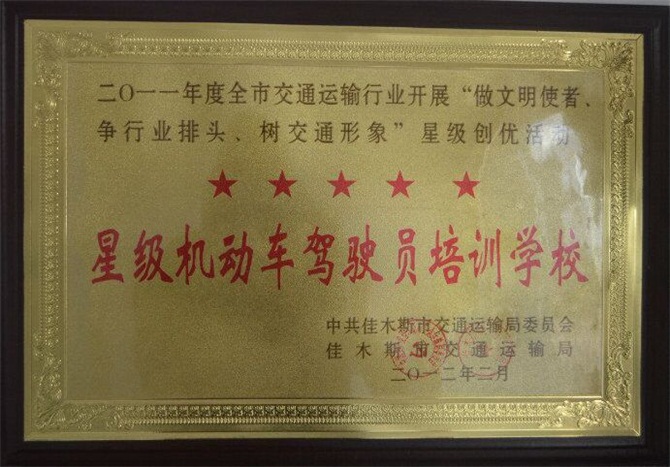 二〇一一年度全市交通运输行业开展“做文明使者、
争行业排头、树交通形象”星级创优活动
★ ★ ★ ★ ★
星级机动车驾驶员培训学校
中共佳木斯市交通运输局委员会
佳木斯市交通运输局
二〇一二年二月